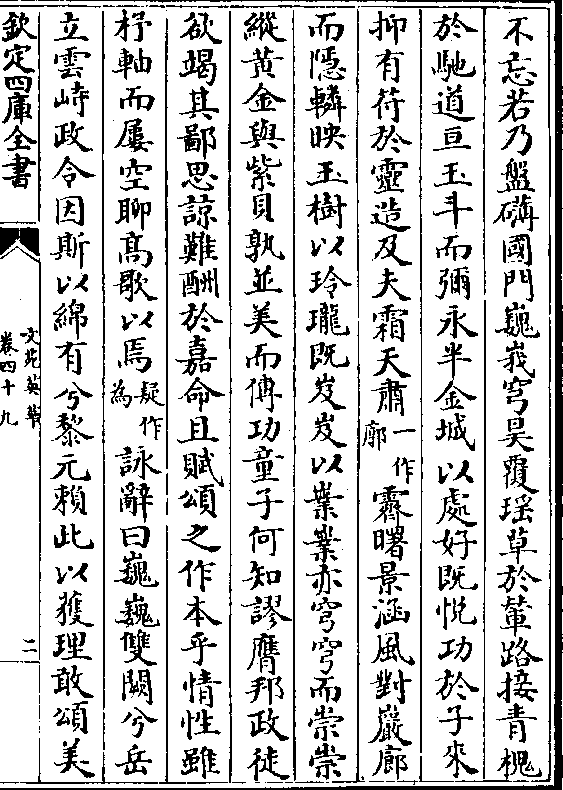 不忘若乃盤礴國門巍峩穹旻覆瑶草於輦路接青槐
於馳道亘玉斗而彌永半金城以處好既悦功於子來
抑有符於靈造及夫霜天肅一作廓霽曙景涵風對嚴廊
而隱轔映玉樹以玲瓏既岌岌以業業亦穹穹而崇崇
縱黄金與紫貝孰並美而𫝊功童子何知謬膺邦政徒
欲竭其鄙思諒難酬於嘉命且賦頌之作本乎情性雖
杼軸而屢空聊髙歌以焉疑作為詠辭曰巍巍雙闕兮岳
立雲峙政令因斯以綿有兮黎元賴此以獲理敢頌美
欽定四庫全書
文苑英華
卷四十九
二